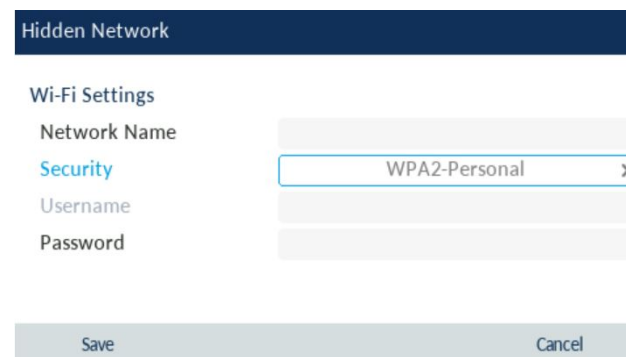 Hidden Network
Wi-Fi Settings
Network Name
Security WPA2-Personal
Username
Password
Save Cancel